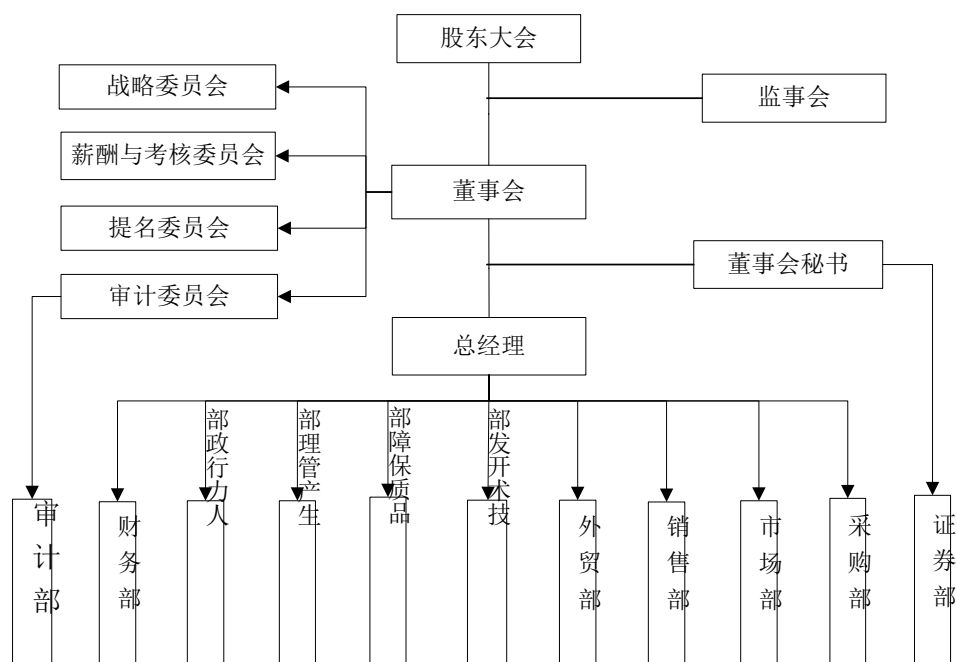 股东大会
战略委员会
监事会
薪酬与考核委员会
董事会
提名委员会
董事会秘书
审计委员会
总经理
审计部
财务部
部政行力人
部理管产生
部障保质品
部发开术技
外贸部
销售部
市场部
采购部
证券部